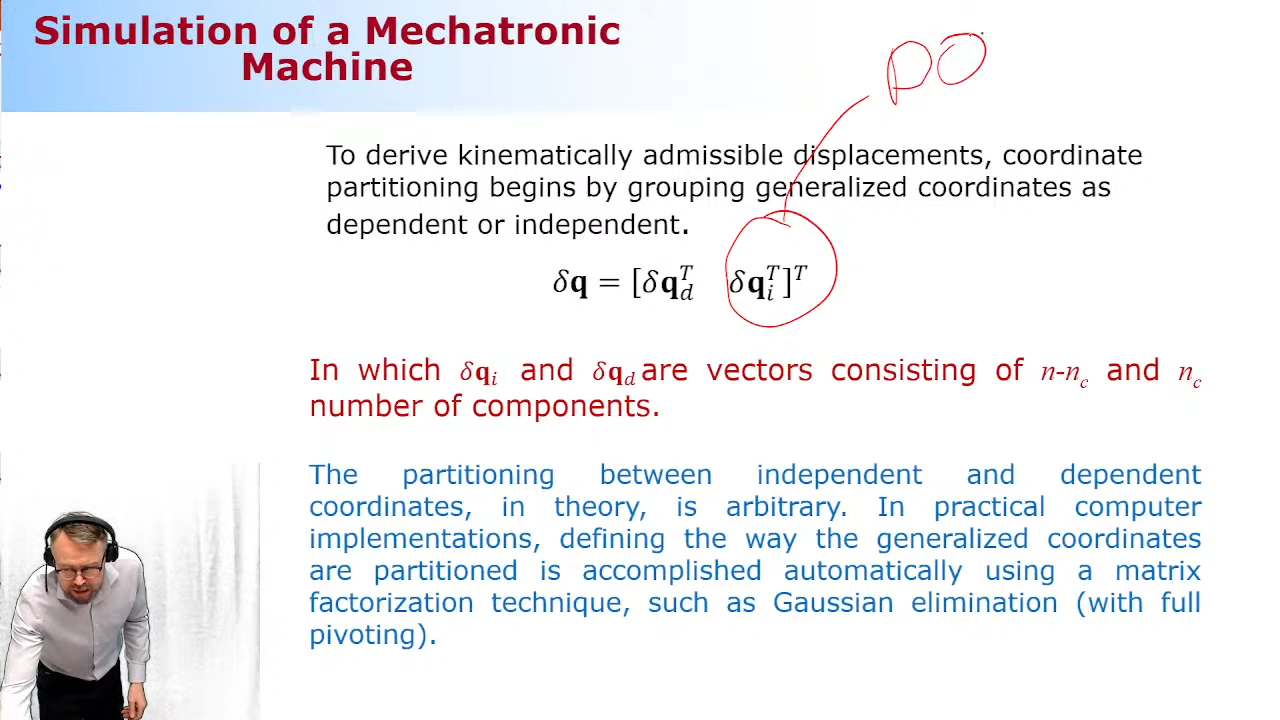 Simulation of a Mechatronic
Machine
DO
To derive kinematically admissible displacements, coordinate
partitioning begins by grouping generalized coordinates as
dependent or independent.
δ𝐪 = [δ𝐪_d^T δ𝐪_i^T]^T
In which δ𝐪_i and δ𝐪_d are vectors consisting of n-n_c and n_c
number of components.
The partitioning between independent and dependent
coordinates, in theory, is arbitrary. In practical computer
implementations, defining the way the generalized coordinates
are partitioned is accomplished automatically using a matrix
factorization technique, such as Gaussian elimination (with full
pivoting).